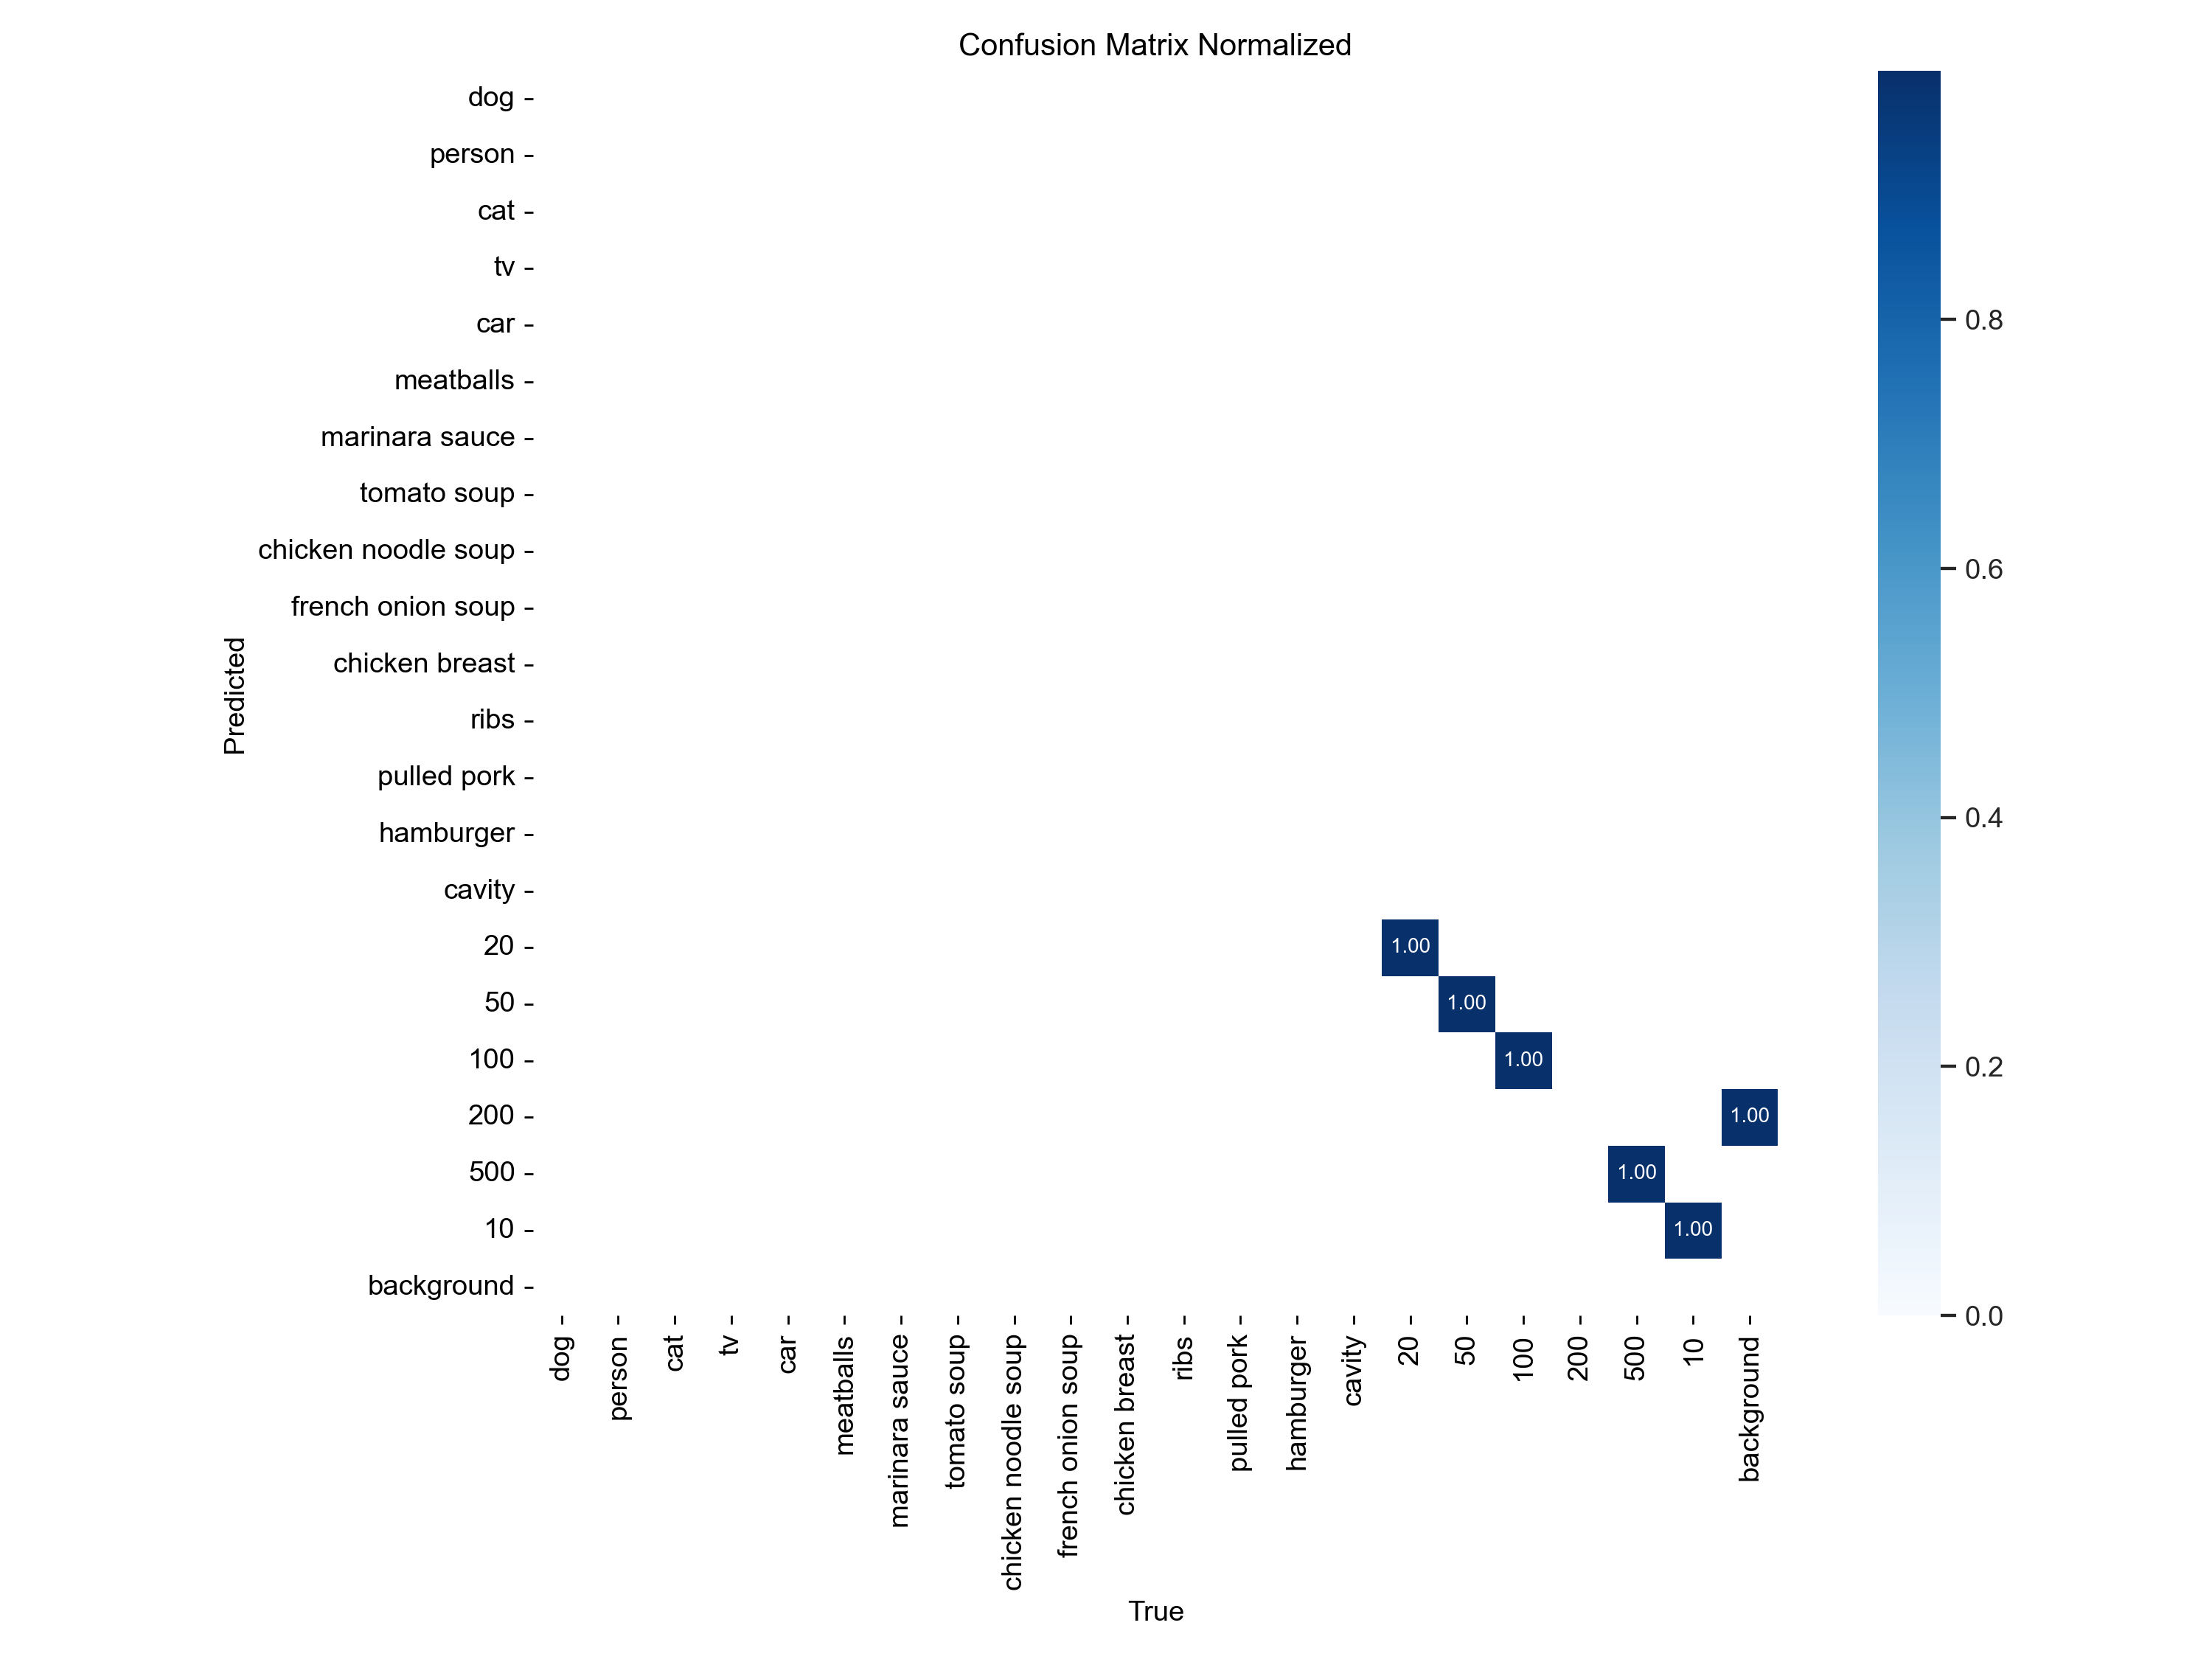 Confusion Matrix Normalized
dog
person
cat
tv
car
meatballs
marinara sauce
tomato soup
chicken noodle soup
french onion soup
chicken breast
ribs
pulled pork
hamburger
cavity
20
50
100
200
500
10
background
Predicted
1.00
1.00
1.00
1.00
1.00
1.00
dog
person
cat
tv
car
meatballs
marinara sauce
tomato soup
chicken noodle soup
french onion soup
chicken breast
ribs
pulled pork
hamburger
cavity
20
50
100
200
500
10
background
True
0.8
0.6
0.4
0.2
0.0